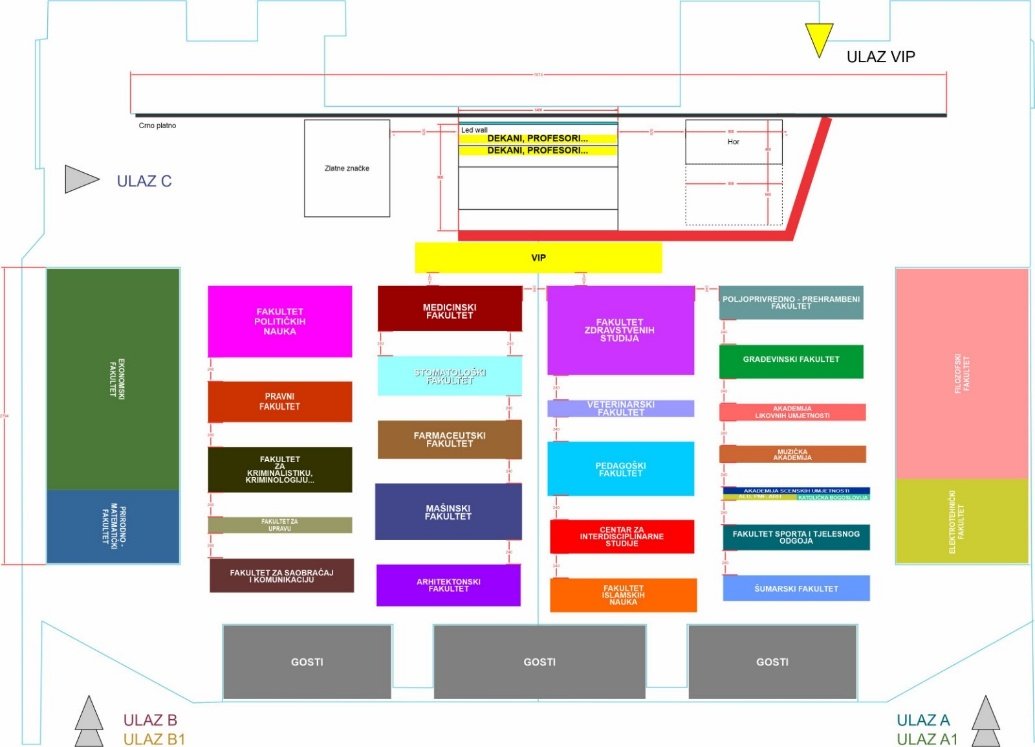 ULAZ VIP
Crno platno
Led wall
DEKANI, PROFESORI...
DEKANI, PROFESORI...
Hor
Zlatne značke
ULAZ C
VIP
EKONOMSKI
FAKULTET
PRIRODNO -
MATEMATIČKI
FAKULTET
FAKULTET
POLITIČKIH
NAUKA
PRAVNI
FAKULTET
FAKULTET
ZA
KRIMINALISTIKU,
KRIMINOLOGIJU...
FAKULTET ZA
UPRAVU
FAKULTET ZA SAOBRAĆAJ
I KOMUNIKACIJU
MEDICINSKI
FAKULTET
STOMATOLOŠKI
FAKULTET
FARMACEUTSKI
FAKULTET
MAŠINSKI
FAKULTET
ARHITEKTONSKI
FAKULTET
FAKULTET
ZDRAVSTVENIH
STUDIJA
VETERINARSKI
FAKULTET
PEDAGOŠKI
FAKULTET
CENTAR ZA
INTERDISCIPLINARNE
STUDIJE
FAKULTET
ISLAMSKIH
NAUKA
POLJOPRIVREDNO - PREHRAMBENI
FAKULTET
GRAĐEVINSKI FAKULTET
AKADEMIJA
LIKOVNIH UMJETNOSTI
MUZIČKA
AKADEMIJA
AKADEMIJA SCENSKIH UMJETNOSTI
KATOLIČKA BOGOSLOVIJA
FAKULTET SPORTA I TJELESNOG
ODGOJA
ŠUMARSKI FAKULTET
FILOZOFSKI
FAKULTET
ELEKTROTEHNIČKI
FAKULTET
GOSTI
GOSTI
GOSTI
ULAZ B
ULAZ B1
ULAZ A
ULAZ A1